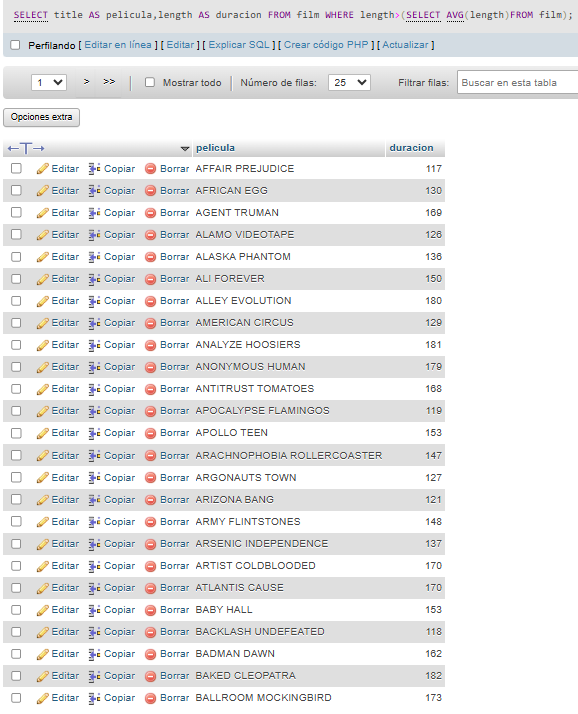 SELECT title AS pelicula,length AS duracion FROM film WHERE length>(SELECT AVG(length)FROM film);
Perfilando [ Editar en línea ] [ Editar ] [ Explicar SQL ] [ Crear código PHP ] [ Actualizar ]
1 > >> Mostrar todo Número de filas: 25 Filtrar filas: Buscar en esta tabla
Opciones extra
←T→ pelicula duracion
Editar Copiar Borrar AFFAIR PREJUDICE 117
Editar Copiar Borrar AFRICAN EGG 130
Editar Copiar Borrar AGENT TRUMAN 169
Editar Copiar Borrar ALAMO VIDEOTAPE 126
Editar Copiar Borrar ALASKA PHANTOM 136
Editar Copiar Borrar ALI FOREVER 150
Editar Copiar Borrar ALLEY EVOLUTION 180
Editar Copiar Borrar AMERICAN CIRCUS 129
Editar Copiar Borrar ANALYZE HOOSIERS 181
Editar Copiar Borrar ANONYMOUS HUMAN 179
Editar Copiar Borrar ANTITRUST TOMATOES 168
Editar Copiar Borrar APOCALYPSE FLAMINGOS 119
Editar Copiar Borrar APOLLO TEEN 153
Editar Copiar Borrar ARACHNOPHOBIA ROLLERCOASTER 147
Editar Copiar Borrar ARGONAUTS TOWN 127
Editar Copiar Borrar ARIZONA BANG 121
Editar Copiar Borrar ARMY FLINTSTONES 148
Editar Copiar Borrar ARSENIC INDEPENDENCE 137
Editar Copiar Borrar ARTIST COLDBLOODED 170
Editar Copiar Borrar ATLANTIS CAUSE 170
Editar Copiar Borrar BABY HALL 153
Editar Copiar Borrar BACKLASH UNDEFEATED 118
Editar Copiar Borrar BADMAN DAWN 162
Editar Copiar Borrar BAKED CLEOPATRA 182
Editar Copiar Borrar BALLROOM MOCKINGBIRD 173